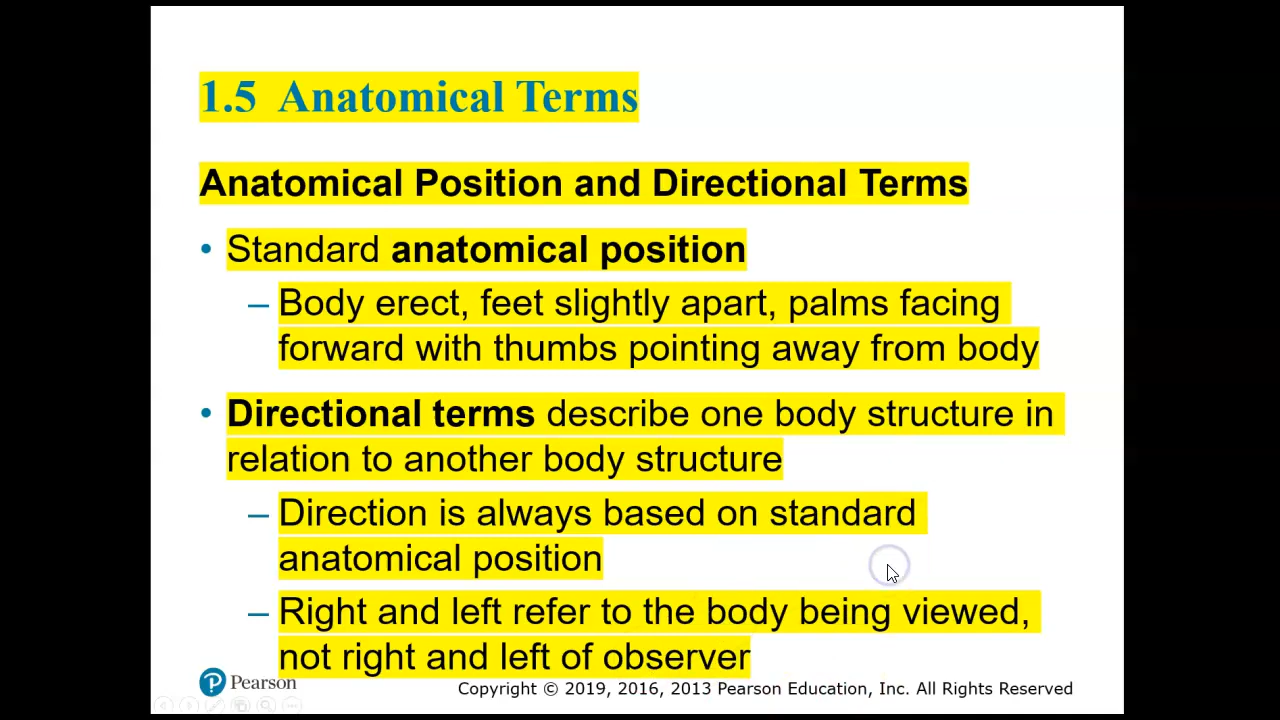 1.5 Anatomical Terms
Anatomical Position and Directional Terms
• Standard anatomical position
– Body erect, feet slightly apart, palms facing
forward with thumbs pointing away from body
• Directional terms describe one body structure in
relation to another body structure
– Direction is always based on standard
anatomical position
– Right and left refer to the body being viewed,
not right and left of observer
P Pearson
Copyright © 2019, 2016, 2013 Pearson Education, Inc. All Rights Reserved